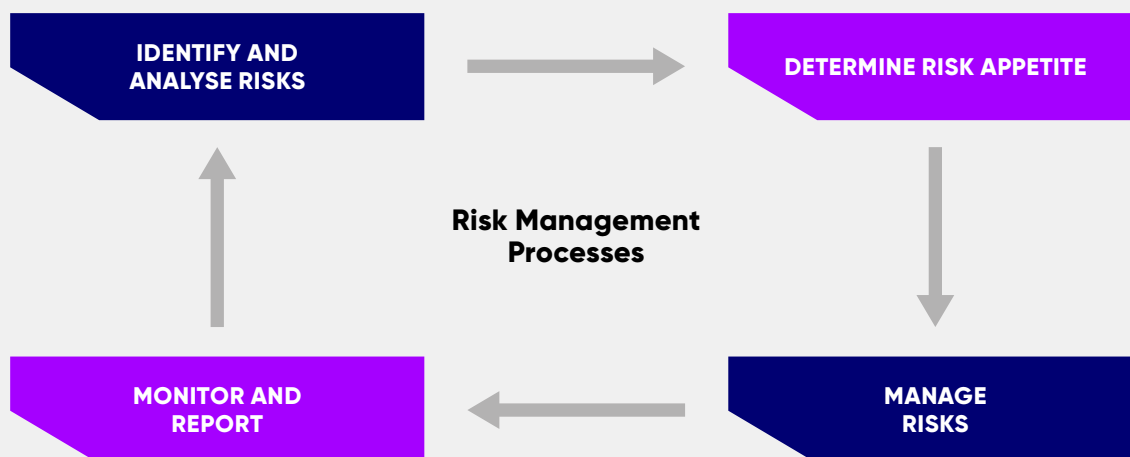 IDENTIFY AND
ANALYSE RISKS
DETERMINE RISK APPETITE
Risk Management
Processes
MONITOR AND
REPORT
MANAGE
RISKS